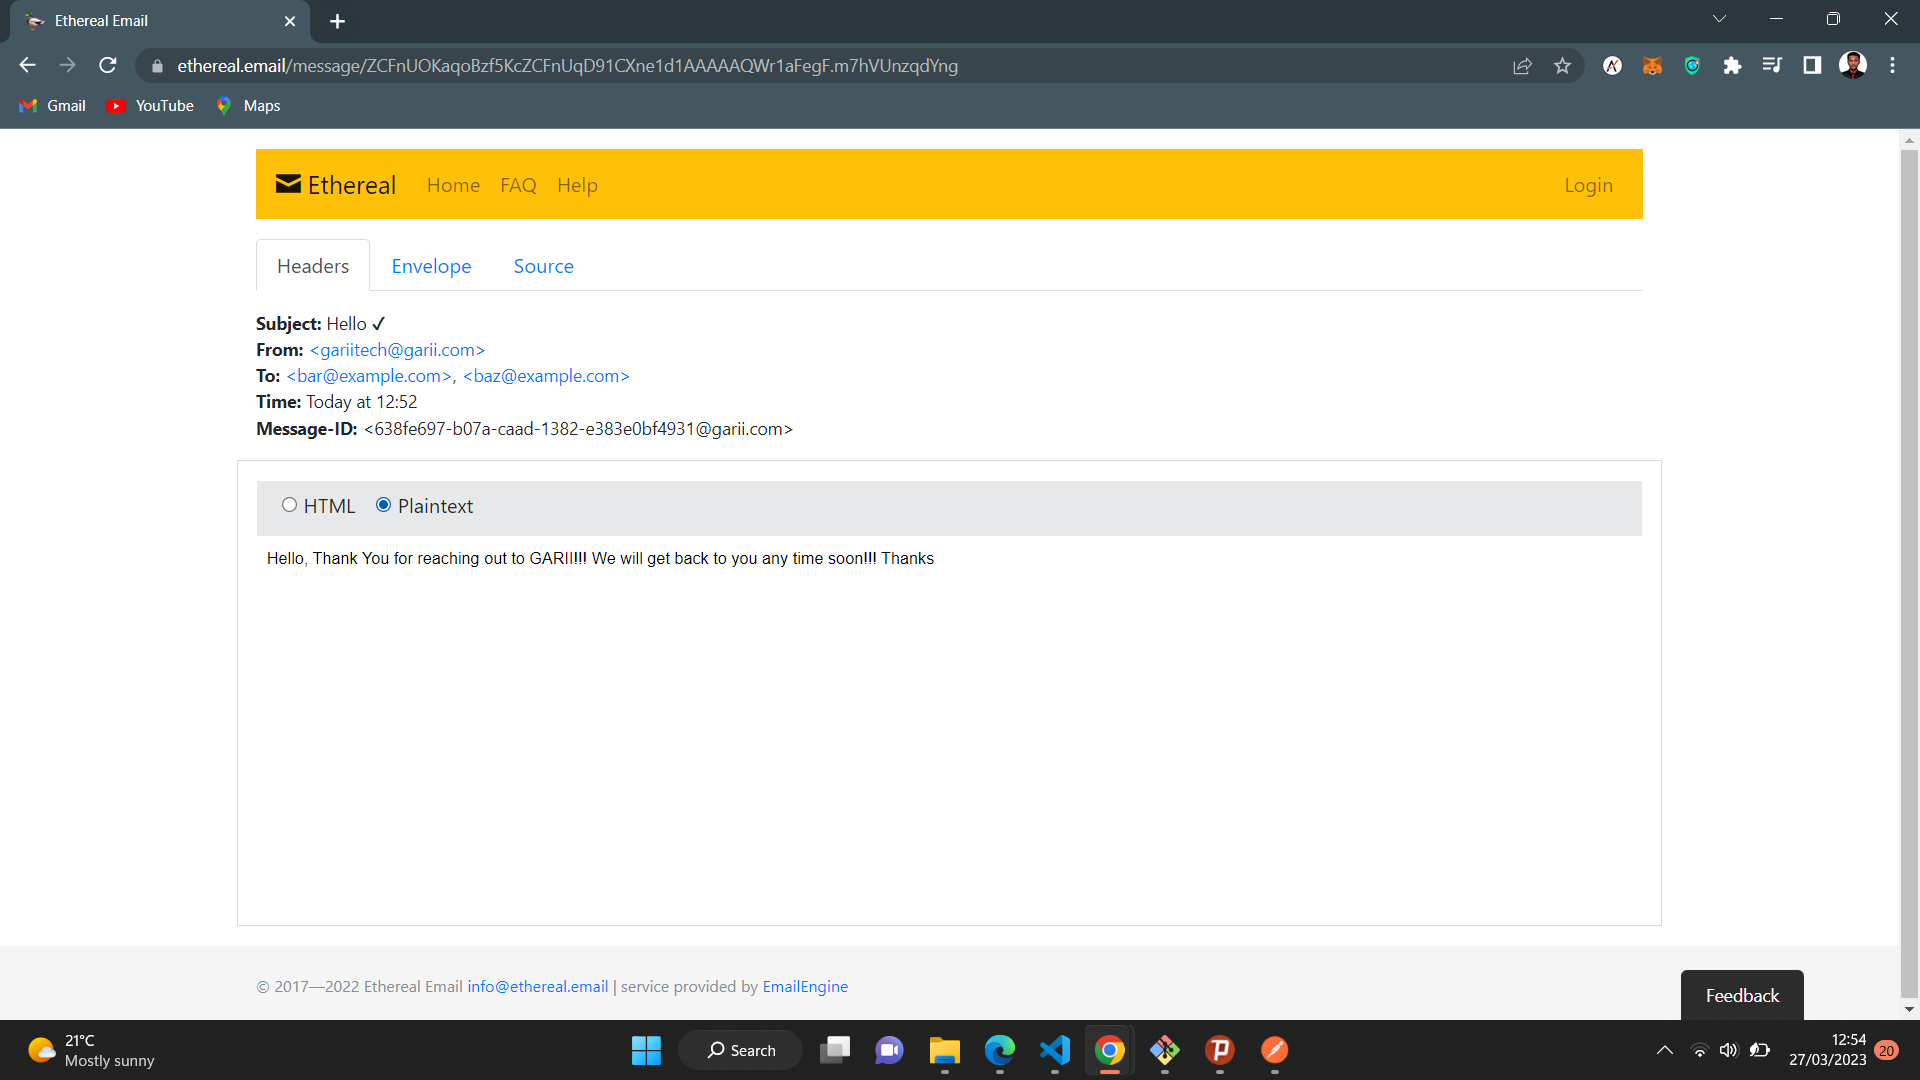 Ethereal Email
ethereal.email/message/ZCFnUOKaqoBzf5KcZCFnUqD91CXne1d1AAAAAQWr1aFegF.m7hVUnzqdYng
Gmail YouTube Maps
Ethereal Home FAQ Help Login
Headers Envelope Source
Subject: Hello ✓
From: <gariitech@garii.com>
To: <bar@example.com>, <baz@example.com>
Time: Today at 12:52
Message-ID: <638fe697-b07a-caad-1382-e383e0bf4931@garii.com>
HTML Plaintext
Hello, Thank You for reaching out to GARII!!! We will get back to you any time soon!!! Thanks
© 2017—2022 Ethereal Email info@ethereal.email | service provided by EmailEngine
Feedback
21°C
Mostly sunny
Search
12:54
27/03/2023
20